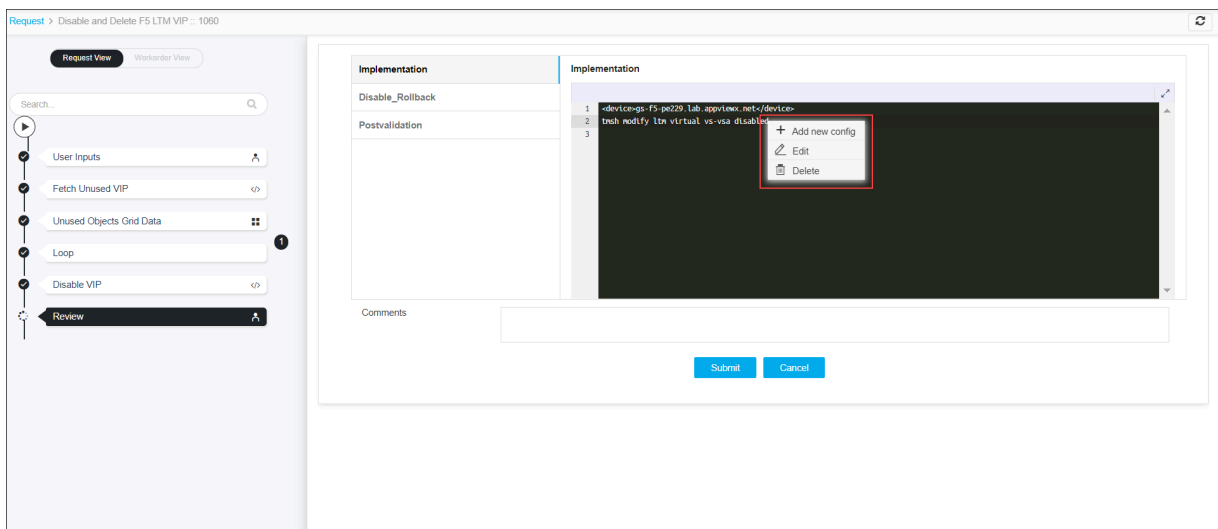 Request > Disable and Delete F5 LTM VIP :: 1060
Request View
Workorder View
Search...
User Inputs
Fetch Unused VIP
</>
Unused Objects Grid Data
1
Loop
Disable VIP
</>
Review
Implementation
Disable_Rollback
Postvalidation
Implementation
1 <device>gs-f5-pe229.lab.appviewx.net</device>
2 tmsh modify ltm virtual vs-vsa disabled
3
+ Add new config
Edit
Delete
Comments
Submit
Cancel